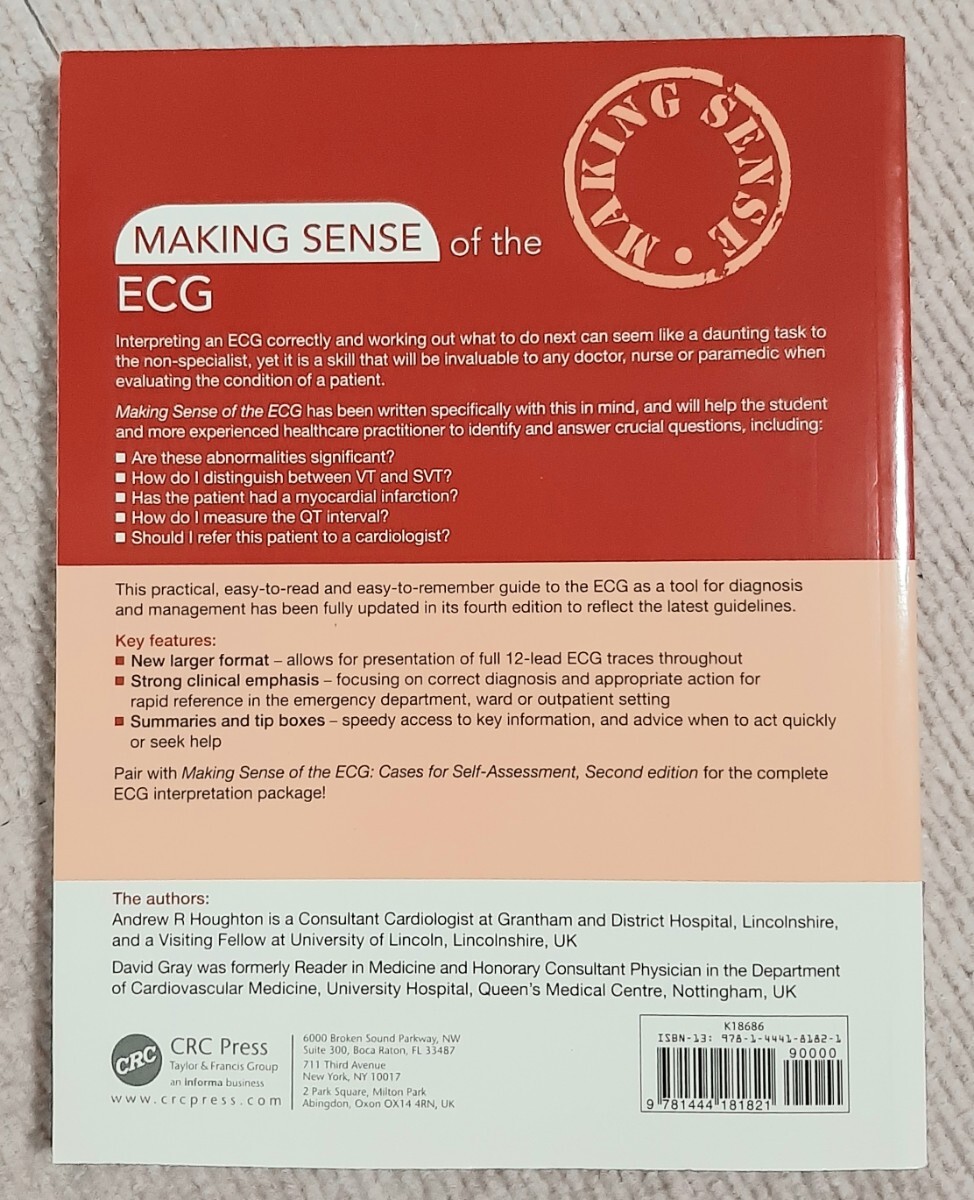 MAKING SENSE •
MAKING SENSE of the
ECG
Interpreting an ECG correctly and working out what to do next can seem like a daunting task to
the non-specialist, yet it is a skill that will be invaluable to any doctor, nurse or paramedic when
evaluating the condition of a patient.
Making Sense of the ECG has been written specifically with this in mind, and will help the student
and more experienced healthcare practitioner to identify and answer crucial questions, including:
■ Are these abnormalities significant?
■ How do I distinguish between VT and SVT?
■ Has the patient had a myocardial infarction?
■ How do I measure the QT interval?
■ Should I refer this patient to a cardiologist?
This practical, easy-to-read and easy-to-remember guide to the ECG as a tool for diagnosis
and management has been fully updated in its fourth edition to reflect the latest guidelines.
Key features:
■ New larger format – allows for presentation of full 12-lead ECG traces throughout
■ Strong clinical emphasis – focusing on correct diagnosis and appropriate action for
rapid reference in the emergency department, ward or outpatient setting
■ Summaries and tip boxes – speedy access to key information, and advice when to act quickly
or seek help
Pair with Making Sense of the ECG: Cases for Self-Assessment, Second edition for the complete
ECG interpretation package!
The authors:
Andrew R Houghton is a Consultant Cardiologist at Grantham and District Hospital, Lincolnshire,
and a Visiting Fellow at University of Lincoln, Lincolnshire, UK
David Gray was formerly Reader in Medicine and Honorary Consultant Physician in the Department
of Cardiovascular Medicine, University Hospital, Queen's Medical Centre, Nottingham, UK
CRC
CRC Press
Taylor & Francis Group
an informa business
www.crcpress.com
6000 Broken Sound Parkway, NW
Suite 300, Boca Raton, FL 33487
711 Third Avenue
New York, NY 10017
2 Park Square, Milton Park
Abingdon, Oxon OX14 4RN, UK
K18686
ISBN-13: 978-1-4441-8182-1
90000
9 781444 181821